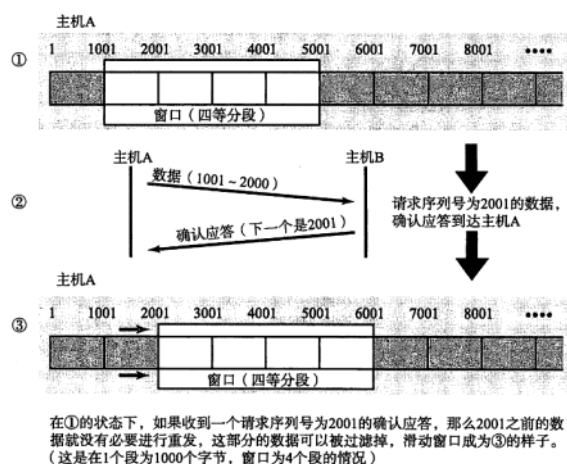 主机A
1 1001 2001 3001 4001 5001 6001 7001 8001 ••••
①
窗口（四等分段）
主机A 主机B
②
数据（1001～2000）
确认应答（下一个是2001）
请求序列号为2001的数据，
确认应答到达主机A
主机A
1 1001 2001 3001 4001 5001 6001 7001 8001 ••••
③
窗口（四等分段）
在①的状态下，如果收到一个请求序列号为2001的确认应答，那么2001之前的数
据就没有必要进行重发，这部分的数据可以被过滤掉，滑动窗口成为③的样子。
（这是在1个段为1000个字节，窗口为4个段的情况）